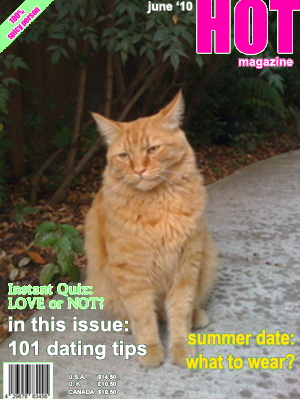 100%
spicy person
june '10
HOT
magazine
Instant Quiz:
LOVE or NOT?
in this issue:
101 dating tips
summer date:
what to wear?
U.S.A. $14.50
U.K. £10.50
CANADA $19.50